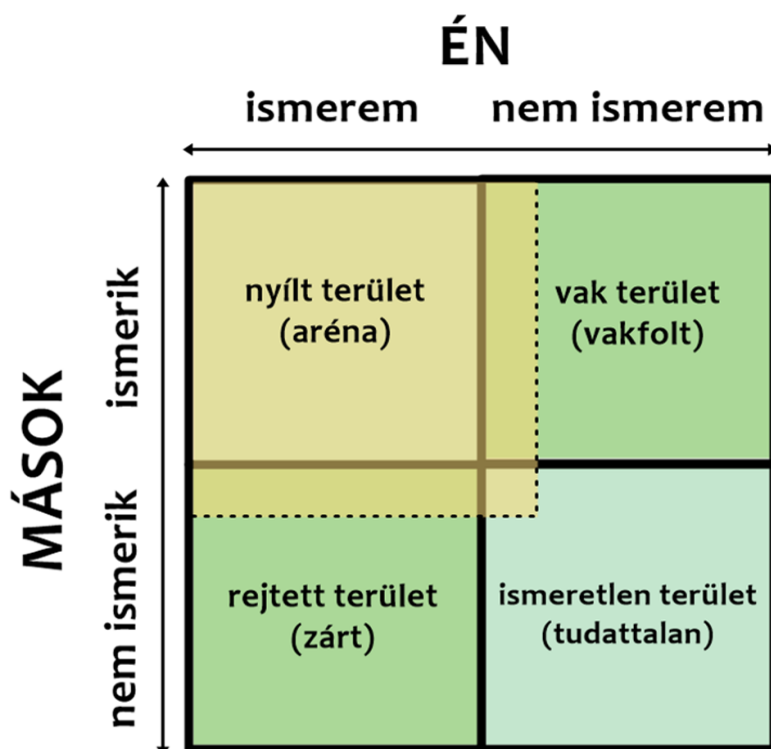 ÉN
ismerem
nem ismerem
MÁSOK
ismerik
nem ismerik
nyílt terület
(aréna)
vak terület
(vakfolt)
rejtett terület
(zárt)
ismeretlen terület
(tudattalan)